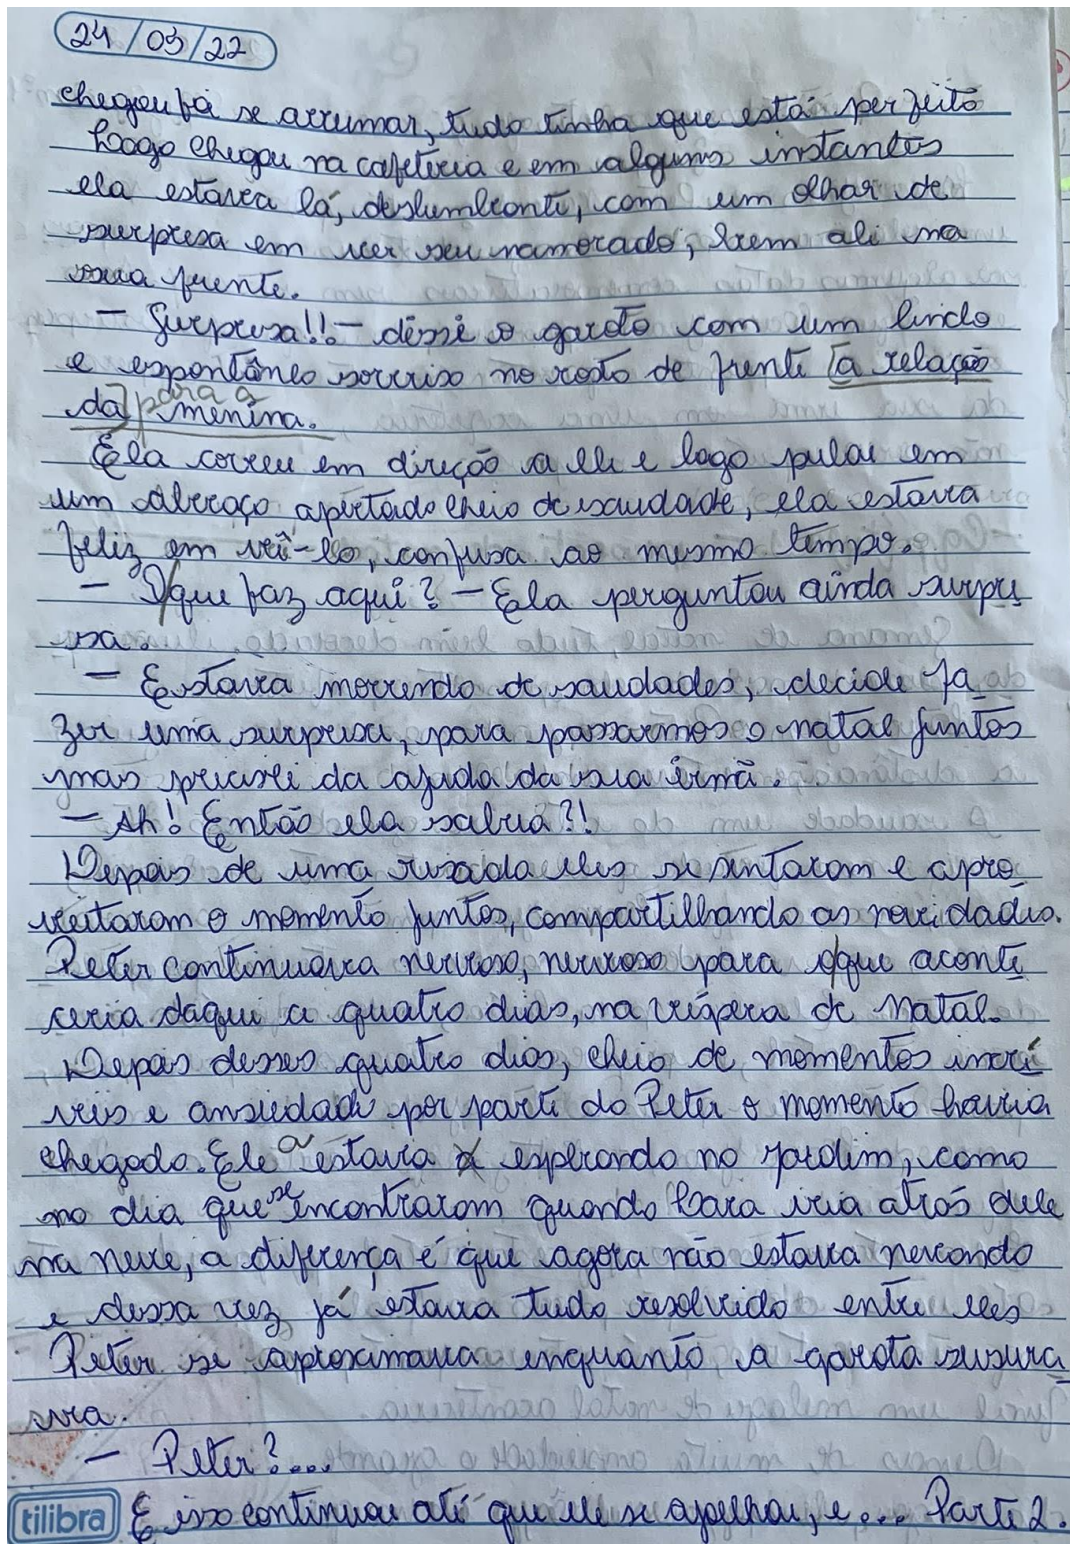 24/03/22
chegou já se arrumar, tudo tinha que está perfeito
Logo chegou na cafeteria e em alguns instantes
ela estava lá, deslumbrante, com um olhar de
surpresa em ver seu namorado, bem ali na
sua frente.
— Surpresa!! — disse o garoto com um lindo
e espontâneo sorriso no rosto de frente [a relação
da] para a menina.
Ela correu em direção a ele e logo pulou em
um abraço apertado cheio de saudade, ela estava
feliz em vê-lo, confusa ao mesmo tempo.
— O/que faz aqui? — Ela perguntou ainda surpre
sa.
— Estava morrendo de saudades, decide fa
zer uma surpresa, para passarmos o natal juntos
mas precisei da ajuda da sua irmã.
— Ah! Então ela sabia?!
Depois de uma risada eles se sentaram e apro
veitaram o momento juntos, compartilhando as novidades.
Peter continuava nervoso, nervoso para o/que aconte
ceria daqui a quatro dias, na véspera de Natal.
Depois desses quatro dias, cheio de momentos incrí
veis e ansiedade por parte do Peter o momento havia
chegado. Ele a estava esperando no jardim, como
no dia que se encontraram quando Lara iria atrás dele
na neve, a diferença é que agora não estava nevando
e dessa vez já estava tudo resolvido entre eles
Peter se aproximava enquanto a garota susura
va.
— Peter?...
E isso continuou até que ele se ajoelhou, e... Parte 2.
tilibra